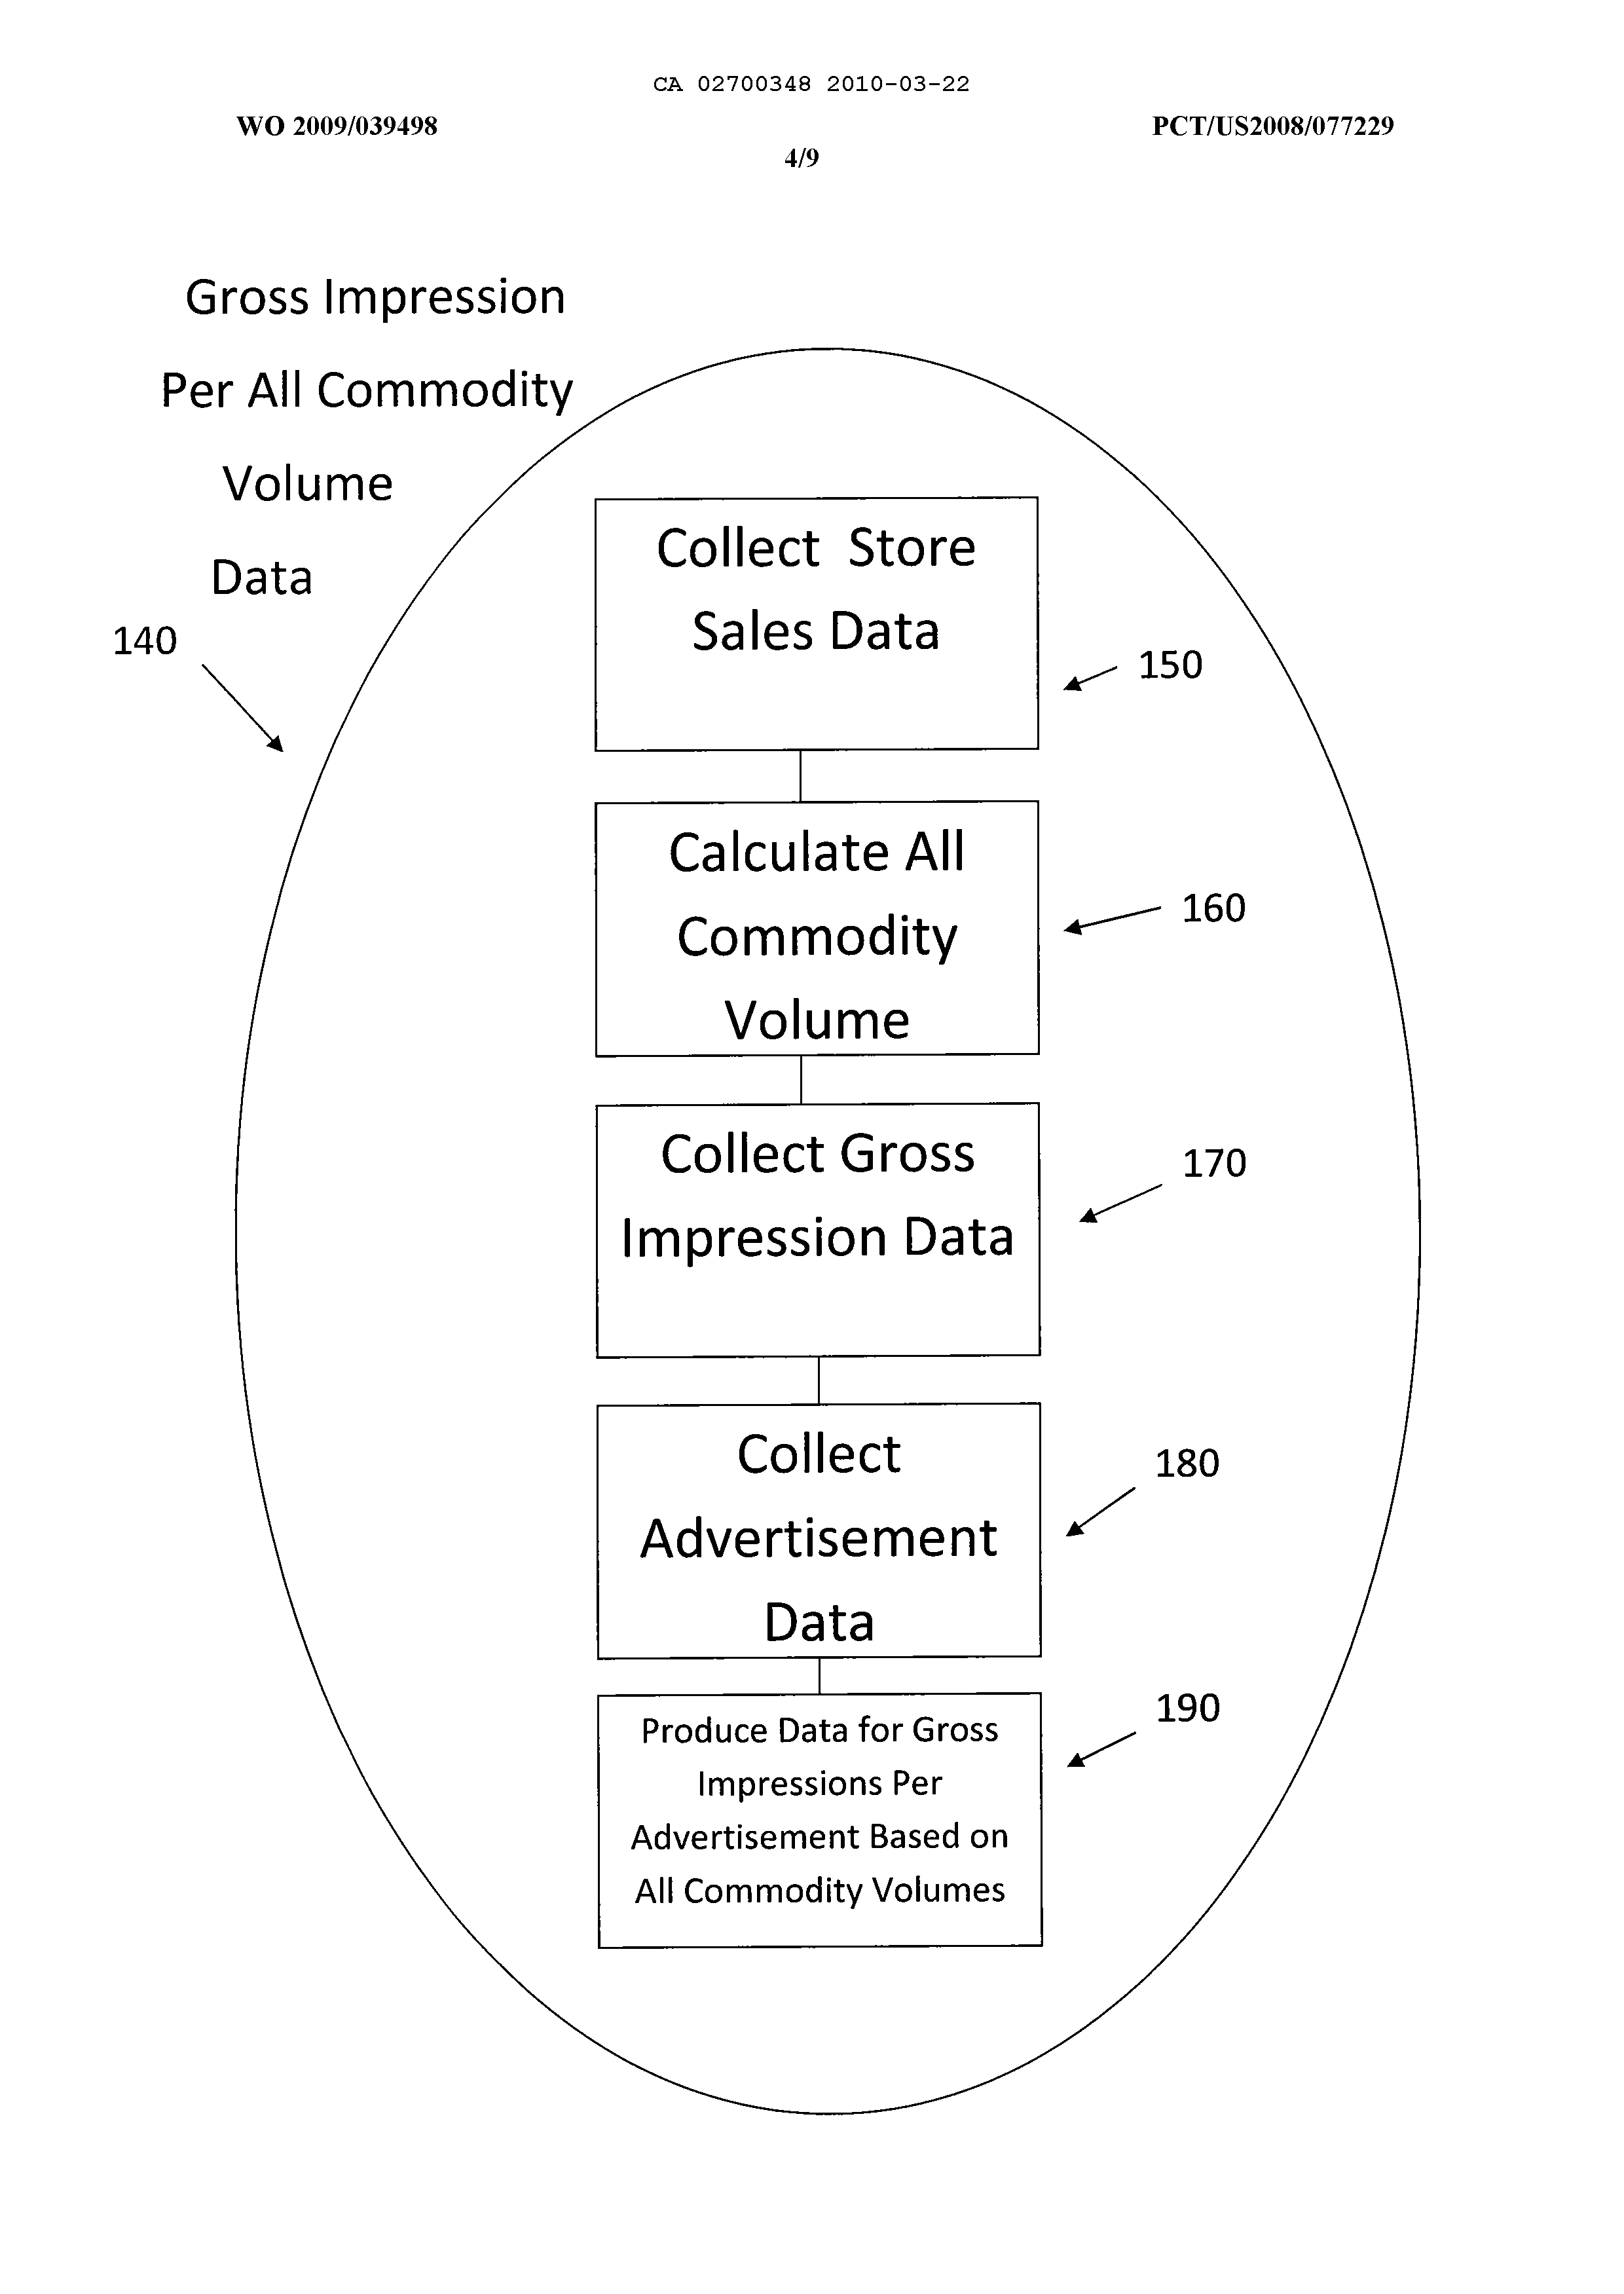 CA 02700348 2010-03-22
WO 2009/039498
PCT/US2008/077229
4/9
Gross Impression
Per All Commodity
Volume
Data
140
Collect Store
Sales Data
150
Calculate All
Commodity
Volume
160
Collect Gross
Impression Data
170
Collect
Advertisement
Data
180
Produce Data for Gross
Impressions Per
Advertisement Based on
All Commodity Volumes
190